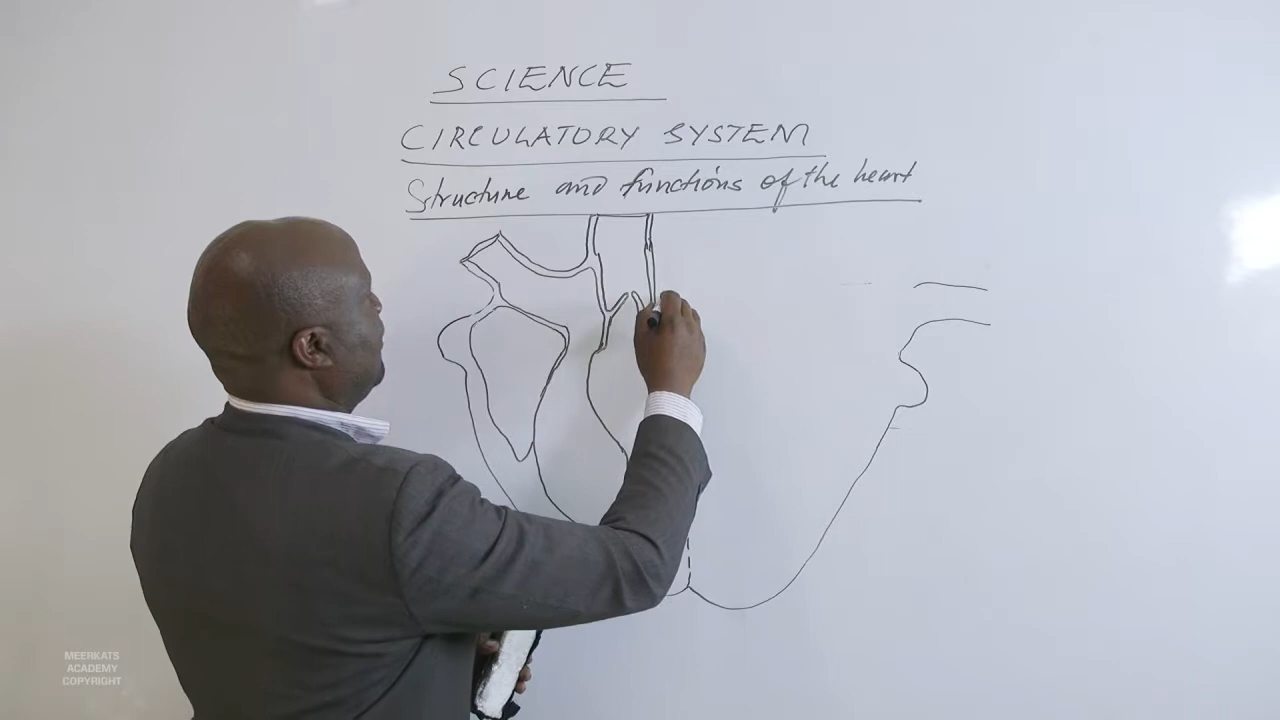 SCIENCE
CIRCULATORY SYSTEM
Structure and functions of the heart
MEERKATS
ACADEMY
COPYRIGHT